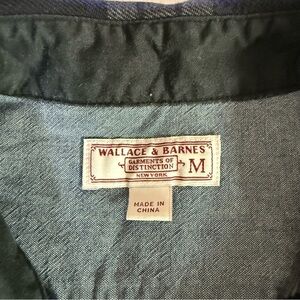 WALLACE & BARNES
GARMENTS OF
DISTINCTION
M
NEW YORK
MADE IN
CHINA